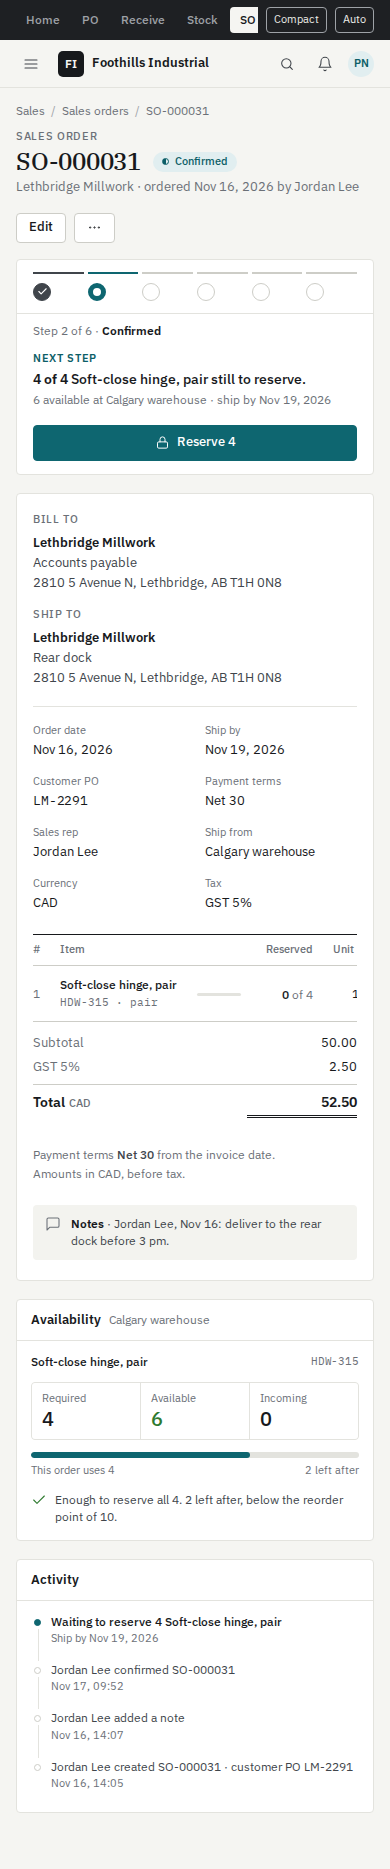 Home PO Receive Stock SO Compact Auto
FI Foothills Industrial PN
Sales / Sales orders / SO-000031
SALES ORDER
SO-000031 Confirmed
Lethbridge Millwork · ordered Nov 16, 2026 by Jordan Lee
Edit ···
Step 2 of 6 · Confirmed
NEXT STEP
4 of 4 Soft-close hinge, pair still to reserve.
6 available at Calgary warehouse · ship by Nov 19, 2026
Reserve 4
BILL TO
Lethbridge Millwork
Accounts payable
2810 5 Avenue N, Lethbridge, AB T1H 0N8
SHIP TO
Lethbridge Millwork
Rear dock
2810 5 Avenue N, Lethbridge, AB T1H 0N8
Order date Ship by
Nov 16, 2026 Nov 19, 2026
Customer PO Payment terms
LM-2291 Net 30
Sales rep Ship from
Jordan Lee Calgary warehouse
Currency Tax
CAD GST 5%
# Item Reserved Unit
1 Soft-close hinge, pair 0 of 4 1
HDW-315 · pair
Subtotal 50.00
GST 5% 2.50
Total CAD 52.50
Payment terms Net 30 from the invoice date.
Amounts in CAD, before tax.
Notes · Jordan Lee, Nov 16: deliver to the rear
dock before 3 pm.
Availability Calgary warehouse
Soft-close hinge, pair HDW-315
Required Available Incoming
4 6 0
This order uses 4 2 left after
Enough to reserve all 4. 2 left after, below the reorder
point of 10.
Activity
Waiting to reserve 4 Soft-close hinge, pair
Ship by Nov 19, 2026
Jordan Lee confirmed SO-000031
Nov 17, 09:52
Jordan Lee added a note
Nov 16, 14:07
Jordan Lee created SO-000031 · customer PO LM-2291
Nov 16, 14:05